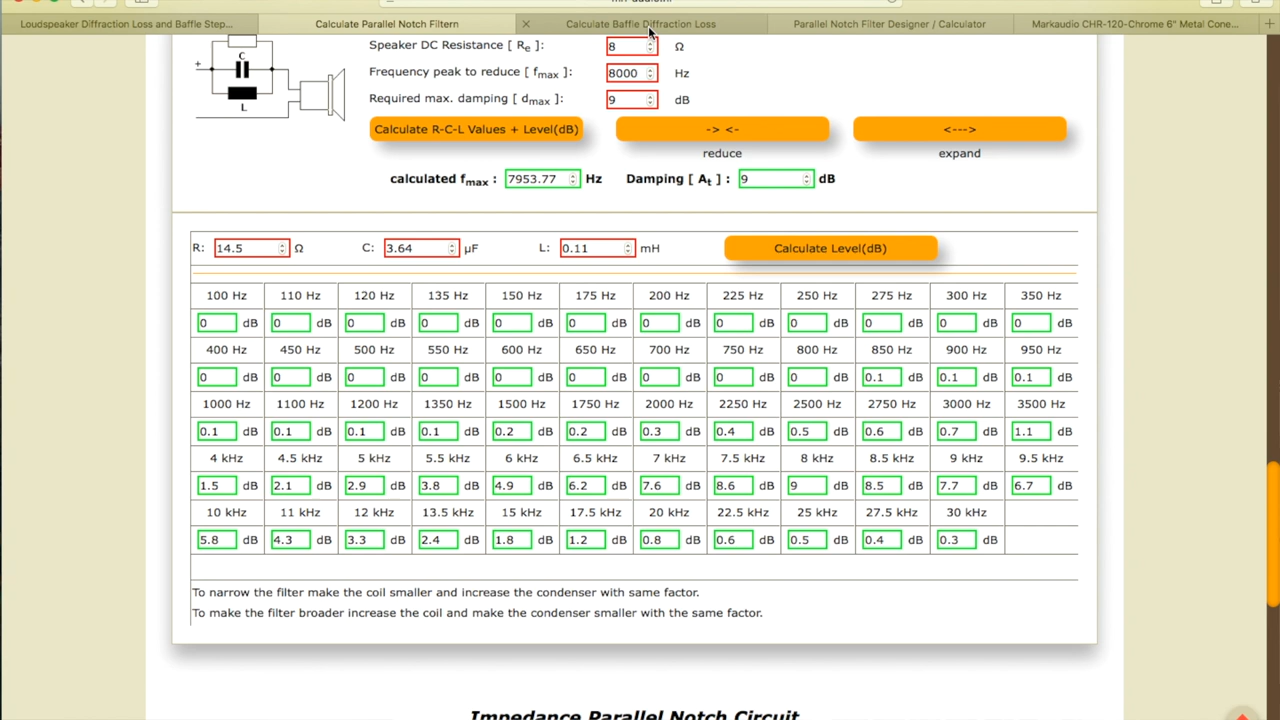 Loudspeaker Diffraction Loss and Baffle Step... Calculate Parallel Notch Filtern Calculate Baffle Diffraction Loss Parallel Notch Filter Designer / Calculator Markaudio CHR-120-Chrome 6" Metal Cone...
Speaker DC Resistance [ Re ]: 8 Ω
C
+
Frequency peak to reduce [ fmax ]: 8000 Hz
L
Required max. damping [ dmax ]: 9 dB
Calculate R-C-L Values + Level(dB) -> <- <--->
reduce expand
calculated fmax : 7953.77 Hz Damping [ At ] : 9 dB
R: 14.5 Ω C: 3.64 µF L: 0.11 mH Calculate Level(dB)
100 Hz 110 Hz 120 Hz 135 Hz 150 Hz 175 Hz 200 Hz 225 Hz 250 Hz 275 Hz 300 Hz 350 Hz
0 dB 0 dB 0 dB 0 dB 0 dB 0 dB 0 dB 0 dB 0 dB 0 dB 0 dB 0 dB
400 Hz 450 Hz 500 Hz 550 Hz 600 Hz 650 Hz 700 Hz 750 Hz 800 Hz 850 Hz 900 Hz 950 Hz
0 dB 0 dB 0 dB 0 dB 0 dB 0 dB 0 dB 0 dB 0 dB 0.1 dB 0.1 dB 0.1 dB
1000 Hz 1100 Hz 1200 Hz 1350 Hz 1500 Hz 1750 Hz 2000 Hz 2250 Hz 2500 Hz 2750 Hz 3000 Hz 3500 Hz
0.1 dB 0.1 dB 0.1 dB 0.1 dB 0.2 dB 0.2 dB 0.3 dB 0.4 dB 0.5 dB 0.6 dB 0.7 dB 1.1 dB
4 kHz 4.5 kHz 5 kHz 5.5 kHz 6 kHz 6.5 kHz 7 kHz 7.5 kHz 8 kHz 8.5 kHz 9 kHz 9.5 kHz
1.5 dB 2.1 dB 2.9 dB 3.8 dB 4.9 dB 6.2 dB 7.6 dB 8.6 dB 9 dB 8.5 dB 7.7 dB 6.7 dB
10 kHz 11 kHz 12 kHz 13.5 kHz 15 kHz 17.5 kHz 20 kHz 22.5 kHz 25 kHz 27.5 kHz 30 kHz
5.8 dB 4.3 dB 3.3 dB 2.4 dB 1.8 dB 1.2 dB 0.8 dB 0.6 dB 0.5 dB 0.4 dB 0.3 dB
To narrow the filter make the coil smaller and increase the condenser with same factor.
To make the filter broader increase the coil and make the condenser smaller with the same factor.
Impedance Parallel Notch Circuit